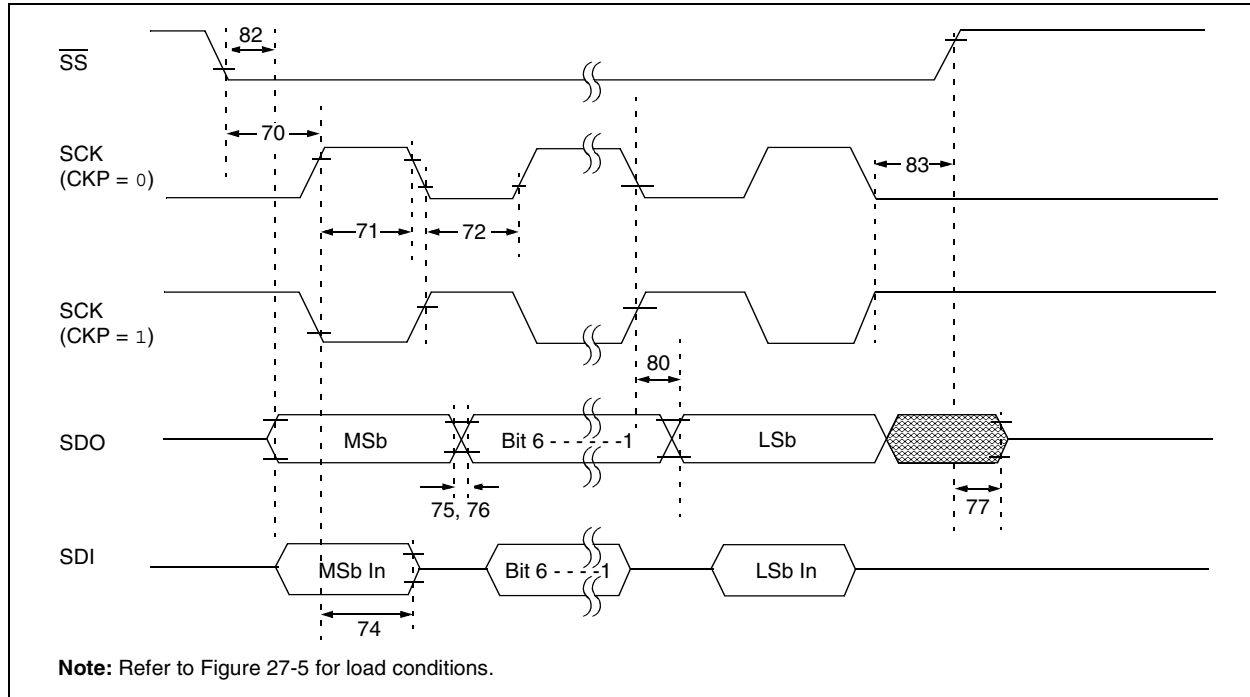 82
SS
70
SCK
(CKP = 0)
83
71
72
SCK
(CKP = 1)
80
SDO
MSb
Bit 6 - - - - - -1
LSb
75, 76
77
SDI
MSb In
Bit 6 - - - -1
LSb In
74
Note: Refer to Figure 27-5 for load conditions.